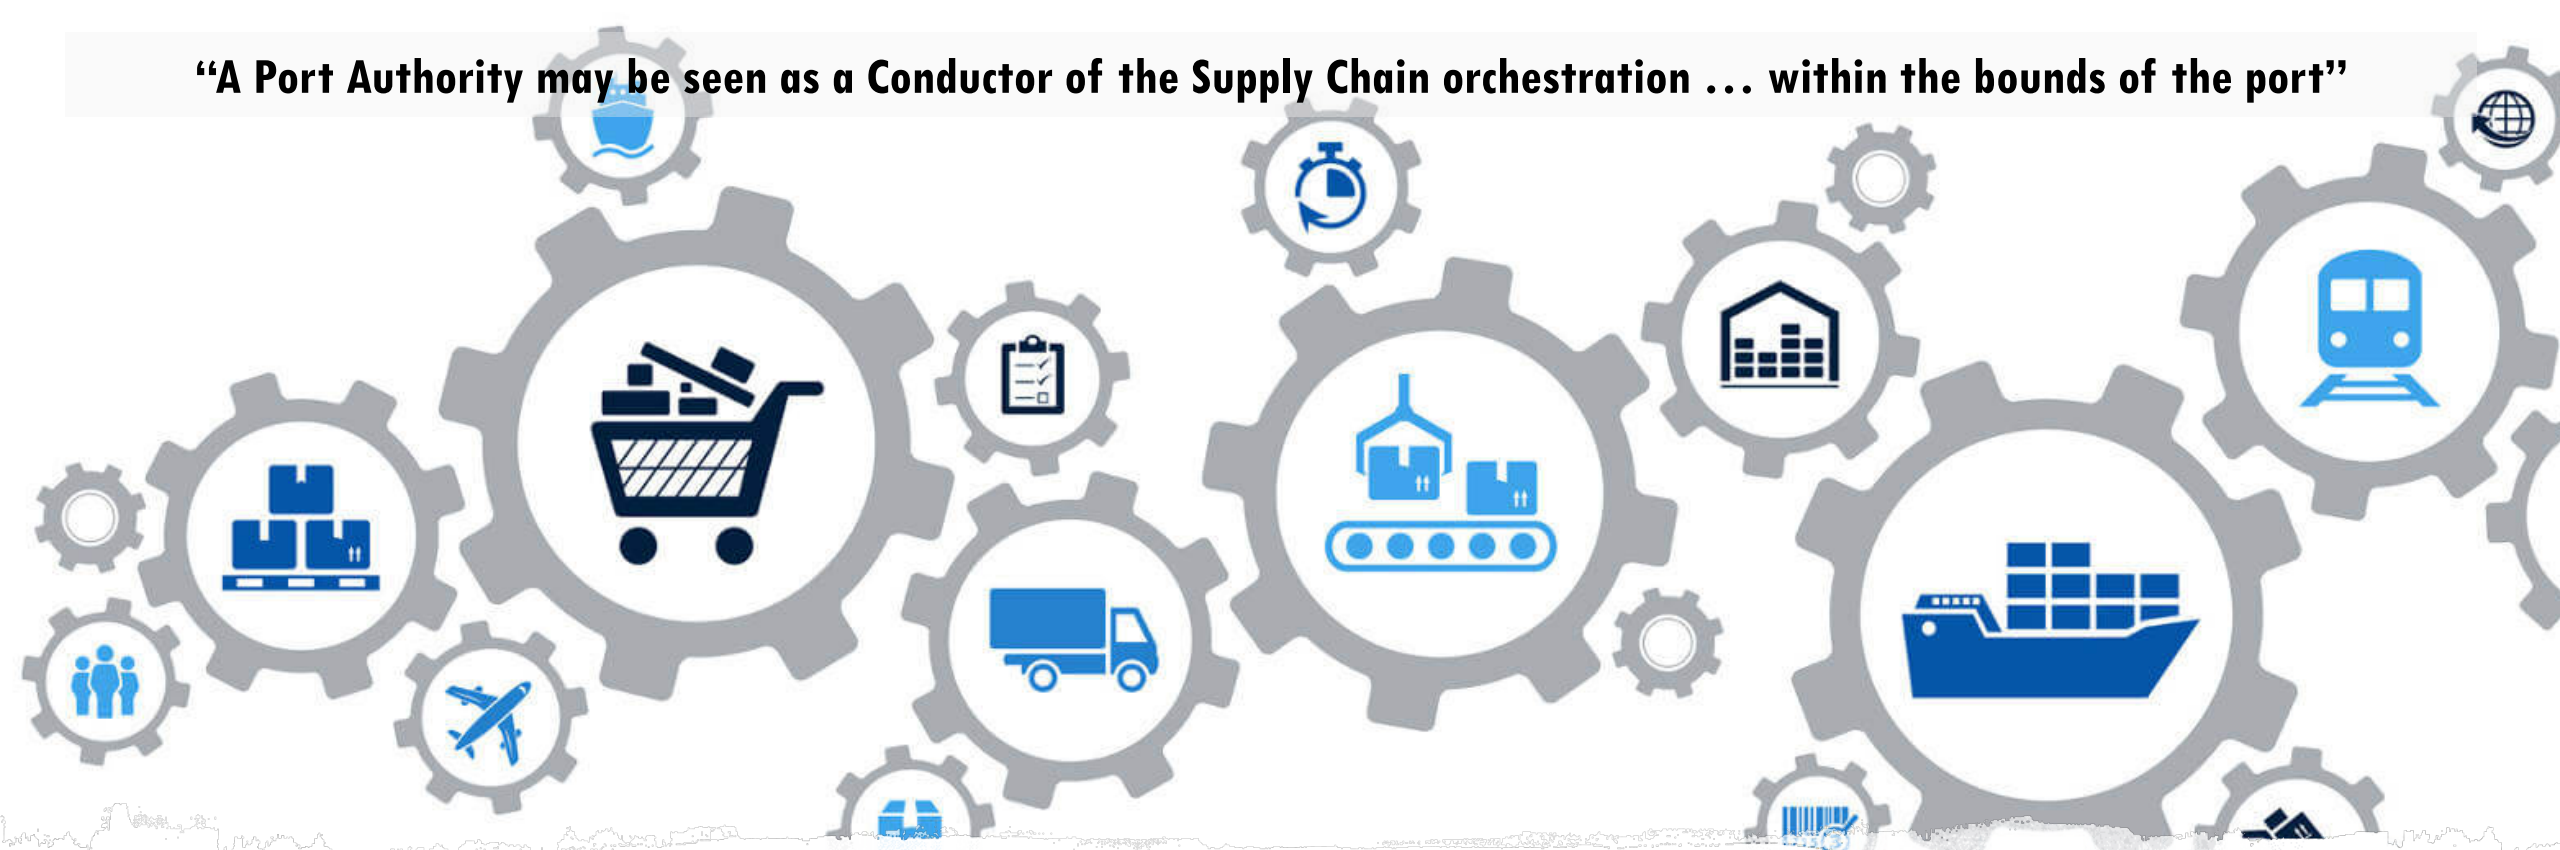 “A Port Authority may be seen as a Conductor of the Supply Chain orchestration … within the bounds of the port”